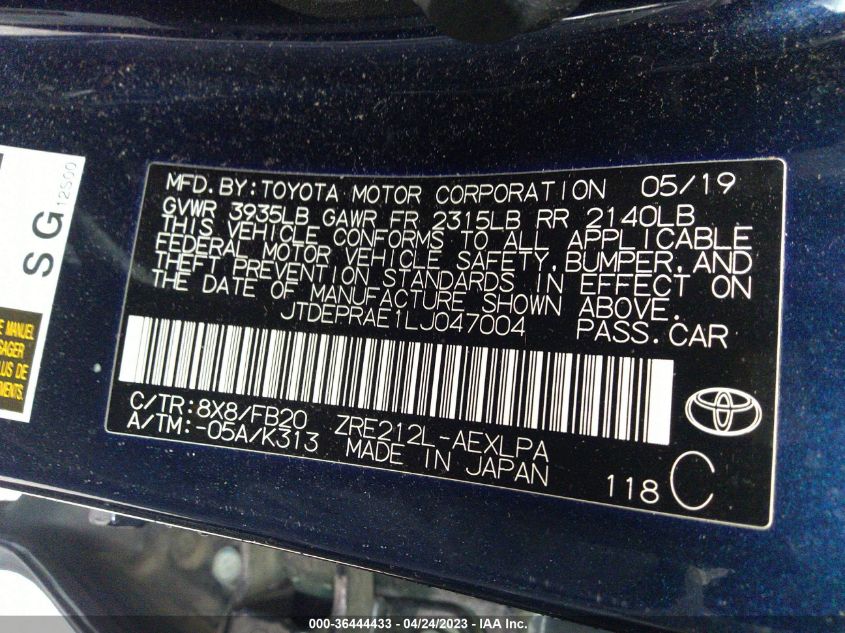 MFD.BY:TOYOTA MOTOR CORPORATION 05/19
GVWR 3935LB GAWR FR 2315LB RR 2140LB
THIS VEHICLE CONFORMS TO ALL APPLICABLE
FEDERAL MOTOR VEHICLE SAFETY,BUMPER,AND
THEFT PREVENTION STANDARDS IN EFFECT ON
THE DATE OF MANUFACTURE SHOWN ABOVE.
JTDEPRAE1LJ047004 PASS.CAR
C/TR:8X8/FB20 ZRE212L-AEXLPA
A/TM:-05A/K313 MADE IN JAPAN
118 C
SG
12S00
MANUEL
LUS DE
000-36444433 - 04/24/2023 - IAA Inc.